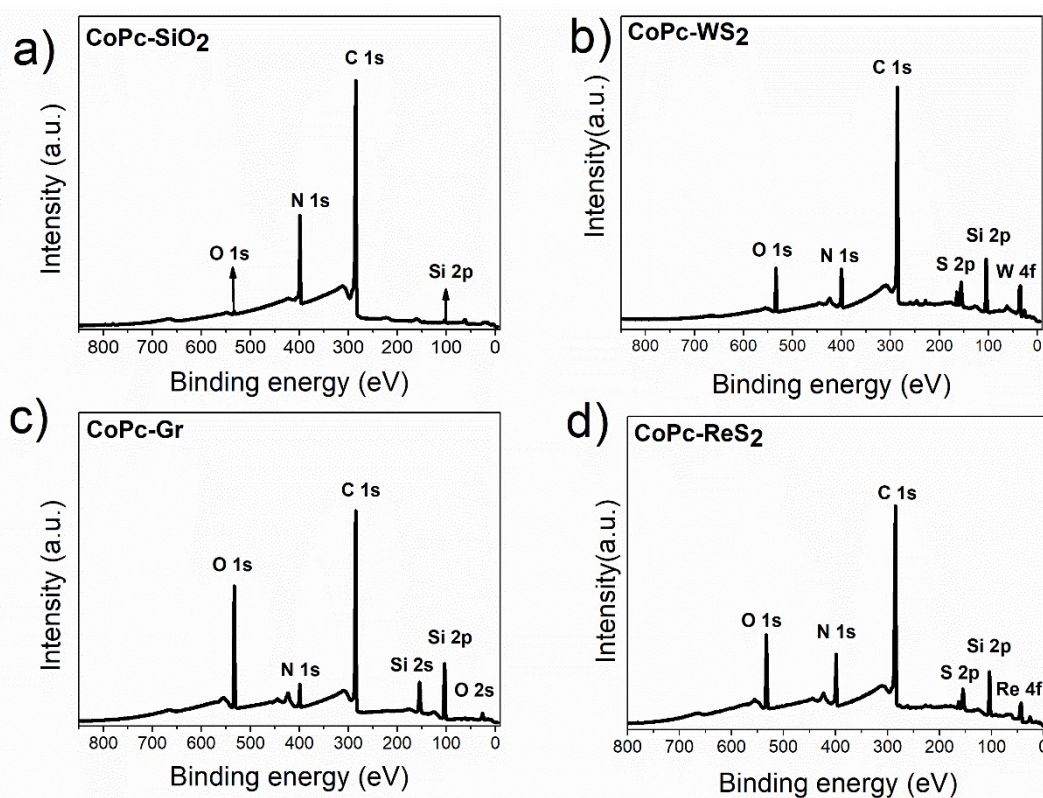 a)
CoPc-SiO₂
C 1s
N 1s
O 1s
Si 2p
Intensity (a.u.)
800 700 600 500 400 300 200 100 0
Binding energy (eV)
b)
CoPc-WS₂
C 1s
O 1s
N 1s
Si 2p
S 2p
W 4f
Intensity(a.u.)
800 700 600 500 400 300 200 100 0
Binding energy (eV)
c)
CoPc-Gr
C 1s
O 1s
N 1s
Si 2s
Si 2p
O 2s
Intensity (a.u.)
800 700 600 500 400 300 200 100 0
Binding energy (eV)
d)
CoPc-ReS₂
C 1s
O 1s
N 1s
Si 2p
S 2p
Re 4f
Intensity(a.u.)
800 700 600 500 400 300 200 100 0
Binding energy (eV)